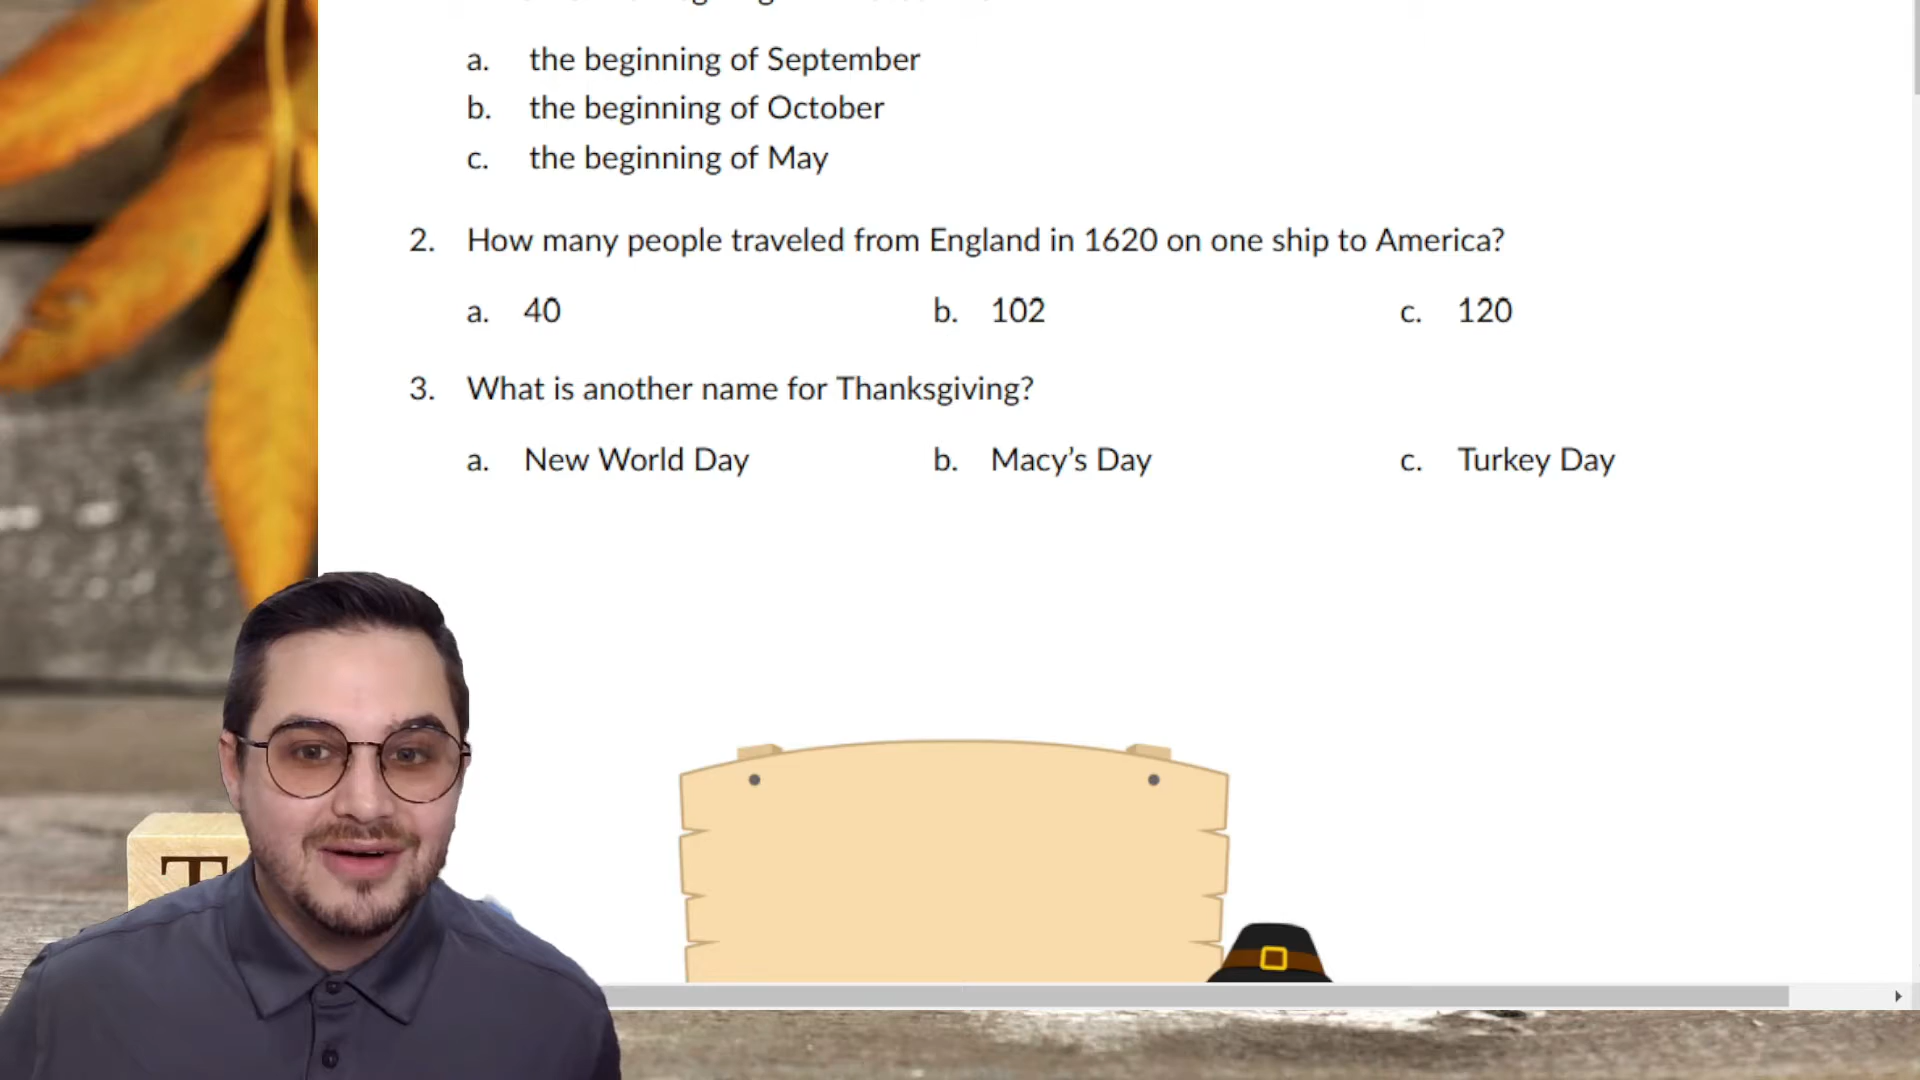 a. the beginning of September
b. the beginning of October
c. the beginning of May
2. How many people traveled from England in 1620 on one ship to America?
a. 40 b. 102 c. 120
3. What is another name for Thanksgiving?
a. New World Day b. Macy’s Day c. Turkey Day
T